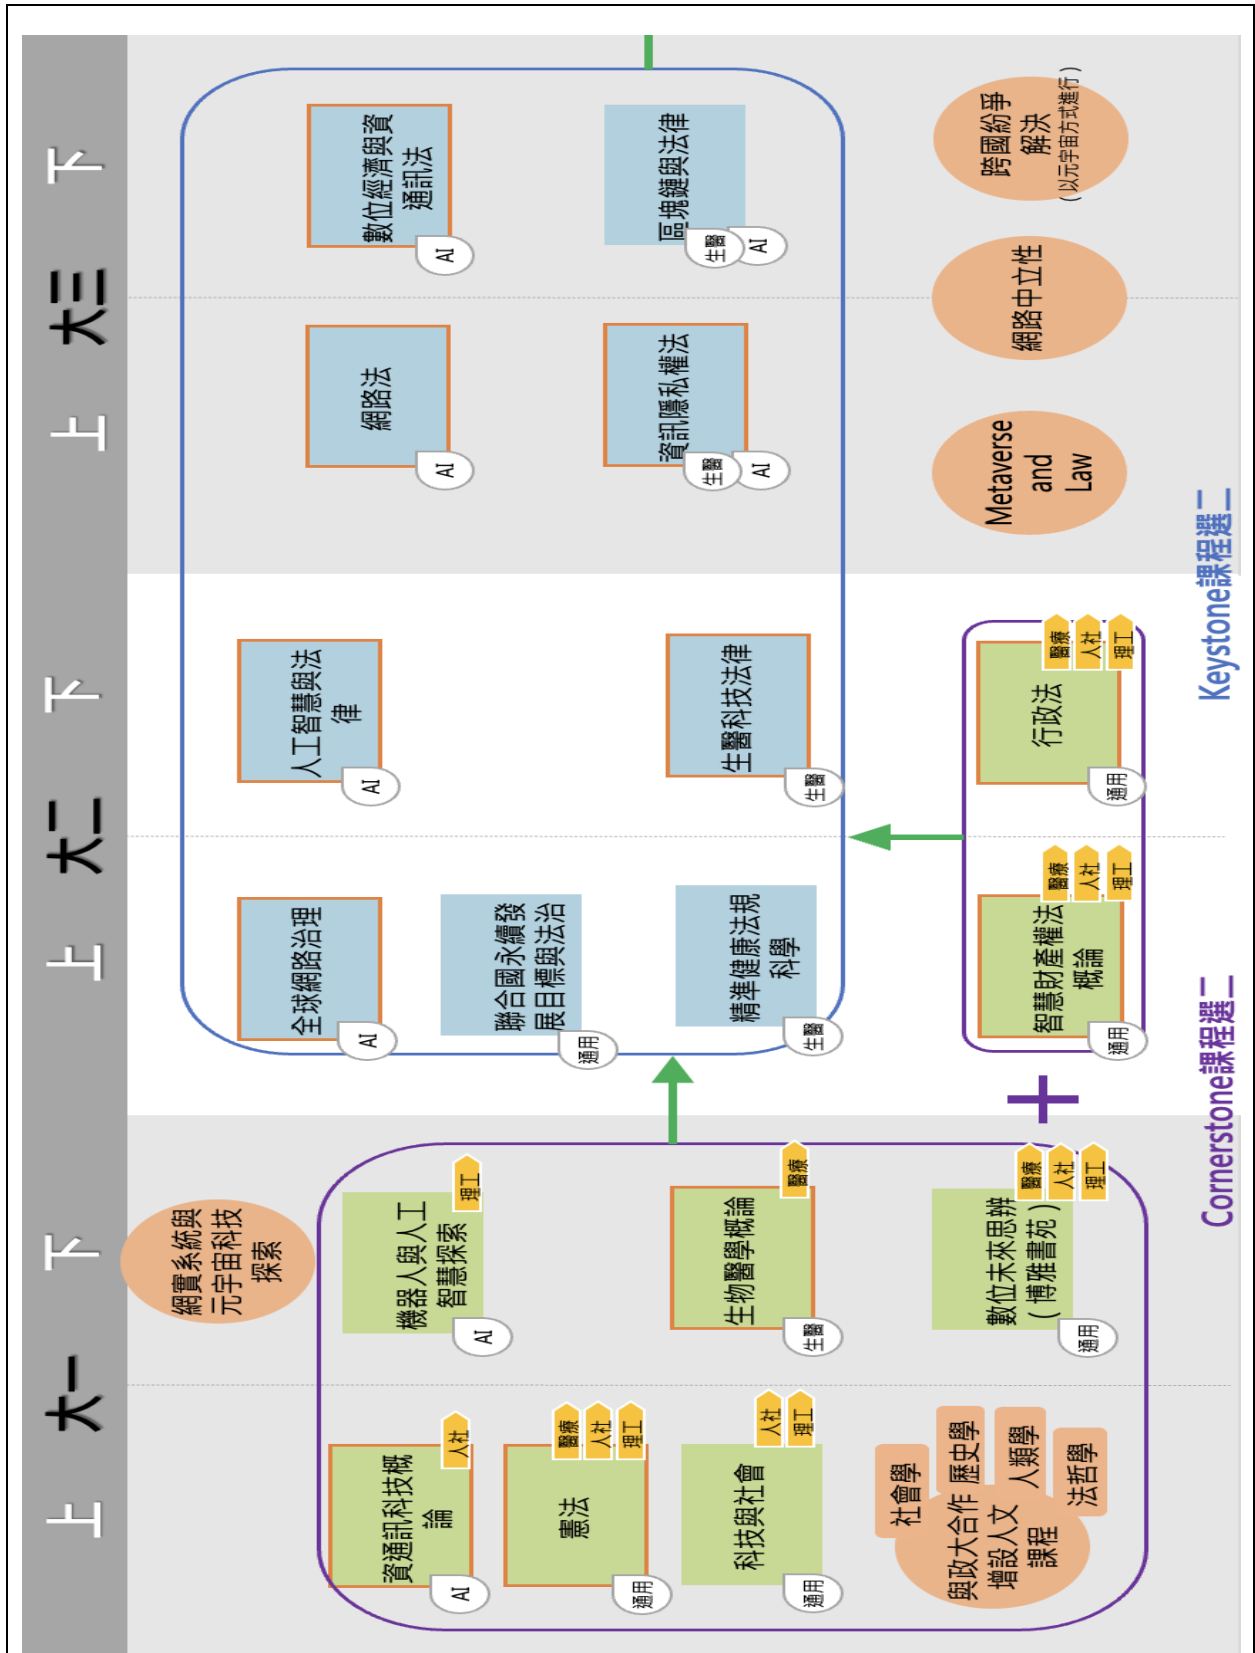 大一
大二
大三
上
下
上
下
上
下
資通訊科技概
論
人社
AI
憲法
醫療
人社
理工
通用
科技與社會
人社
理工
通用
與政大合作
增設人文
課程
社會學
歷史學
人類學
法哲學
網實系統與
元宇宙科技
探索
機器人與人工
智慧探索
理工
AI
生物醫學概論
醫療
生醫
數位未來思辨
(博雅書苑)
醫療
人社
理工
通用
+
Cornerstone課程選二
全球網路治理
AI
聯合國永續發
展目標與法治
通用
精準健康法規
科學
生醫
智慧財產權法
概論
醫療
人社
理工
通用
人工智慧與法
律
AI
生醫科技法律
生醫
行政法
醫療
人社
理工
通用
Keystone課程選二
網路法
AI
資訊隱私權法
生醫
AI
數位經濟與資
通訊法
AI
區塊鏈與法律
生醫
AI
Metaverse
and
Law
網路中立性
跨國紛爭
解決
(以元宇宙方式進行)